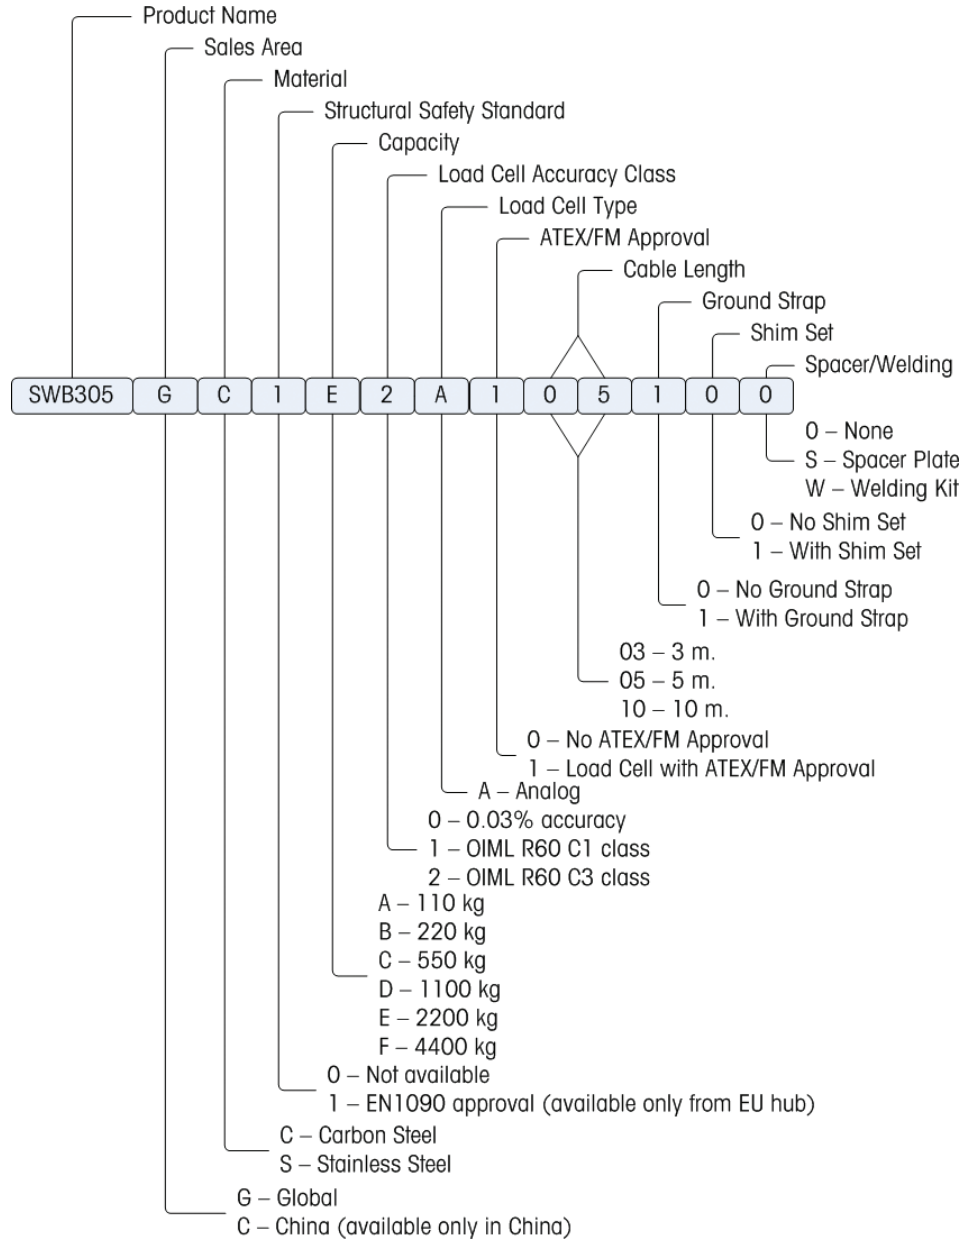 Product Name
Sales Area
Material
Structural Safety Standard
Capacity
Load Cell Accuracy Class
Load Cell Type
ATEX/FM Approval
Cable Length
Ground Strap
Shim Set
Spacer/Welding
SWB305 G C 1 E 2 A 1 0 5 1 0 0
0 – None
S – Spacer Plate
W – Welding Kit
0 – No Shim Set
1 – With Shim Set
0 – No Ground Strap
1 – With Ground Strap
03 – 3 m.
05 – 5 m.
10 – 10 m.
0 – No ATEX/FM Approval
1 – Load Cell with ATEX/FM Approval
A – Analog
0 – 0.03% accuracy
1 – OIML R60 C1 class
2 – OIML R60 C3 class
A – 110 kg
B – 220 kg
C – 550 kg
D – 1100 kg
E – 2200 kg
F – 4400 kg
0 – Not available
1 – EN1090 approval (available only from EU hub)
C – Carbon Steel
S – Stainless Steel
G – Global
C – China (available only in China)